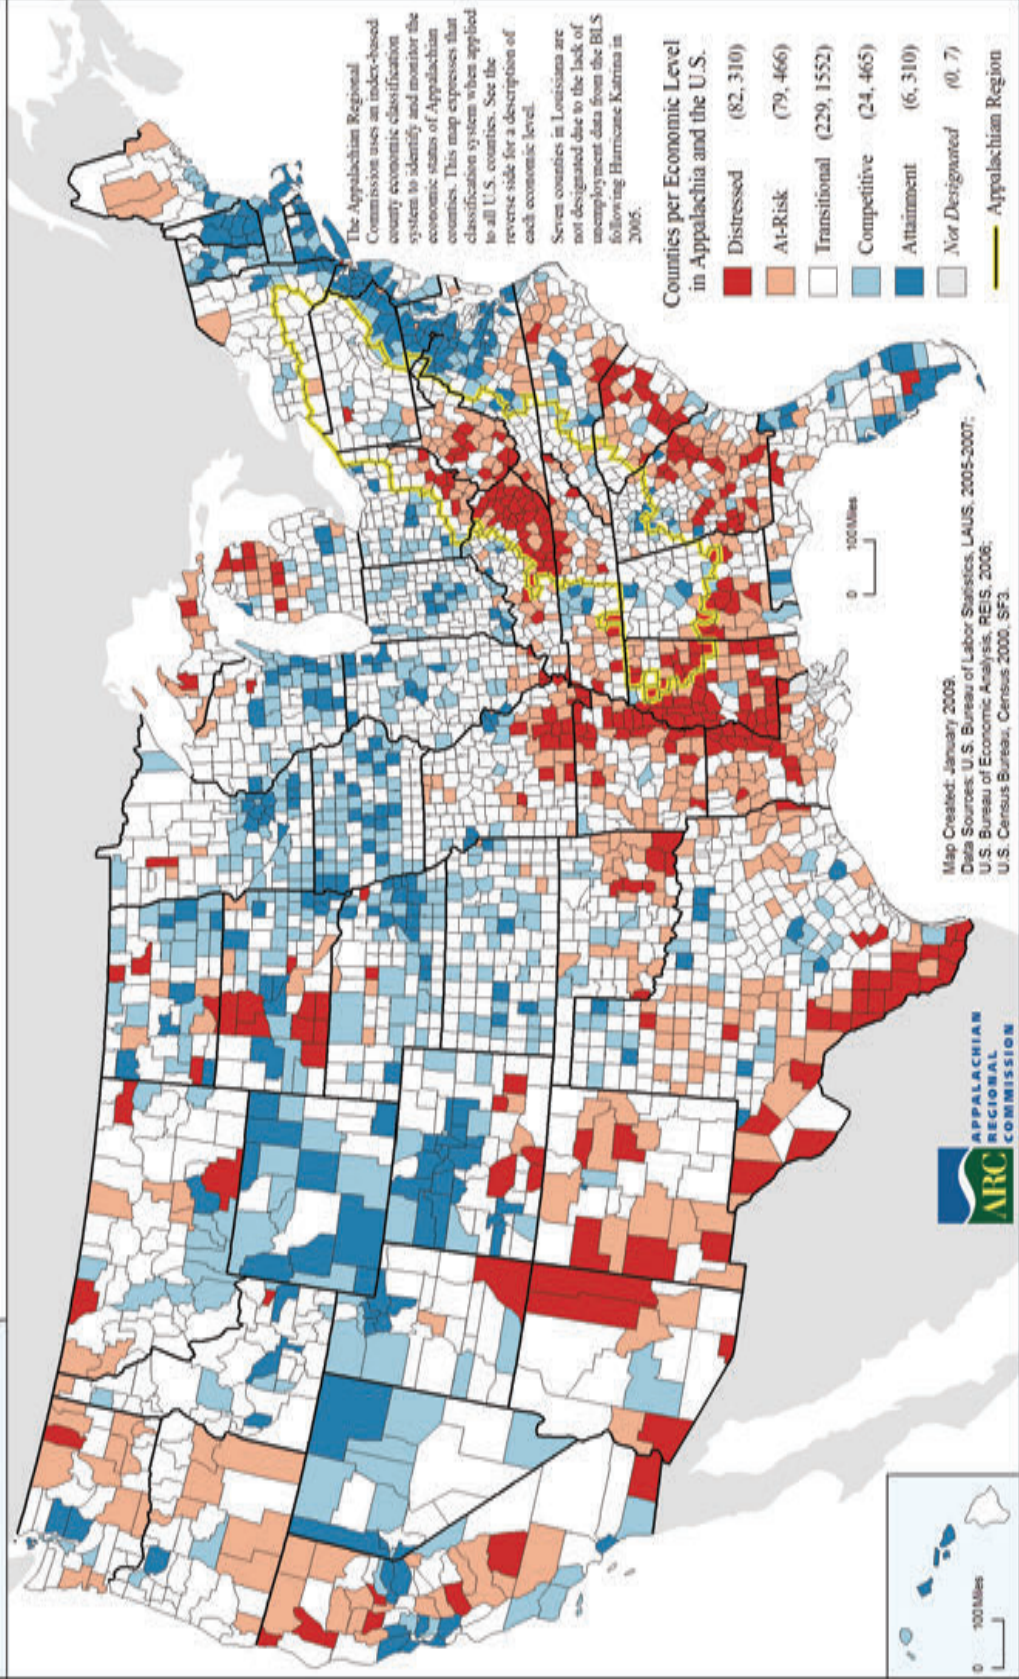 The Appalachian Regional
Commission uses an index-based
county economic classification
system to identify and monitor the
economic status of Appalachian
counties. This map expresses that
classification system when applied
to all U.S. counties. See the
reverse side for a description of
each economic level.
Seven counties in Louisiana are
not designated due to the lack of
unemployment data from the BLS
following Hurricane Katrina in
2005.
Counties per Economic Level
in Appalachia and the U.S.
Distressed (82, 310)
At-Risk (79, 466)
Transitional (229, 1552)
Competitive (24, 465)
Attainment (6, 310)
Not Designated (0, 7)
Appalachian Region
0 100 Miles
Map Created: January 2009.
Data Sources: U.S. Bureau of Labor Statistics, LAUS, 2005-2007;
U.S. Bureau of Economic Analysis, REIS, 2006;
U.S. Census Bureau, Census 2000, SF3.
ARC
APPALACHIAN
REGIONAL
COMMISSION
0 100 Miles